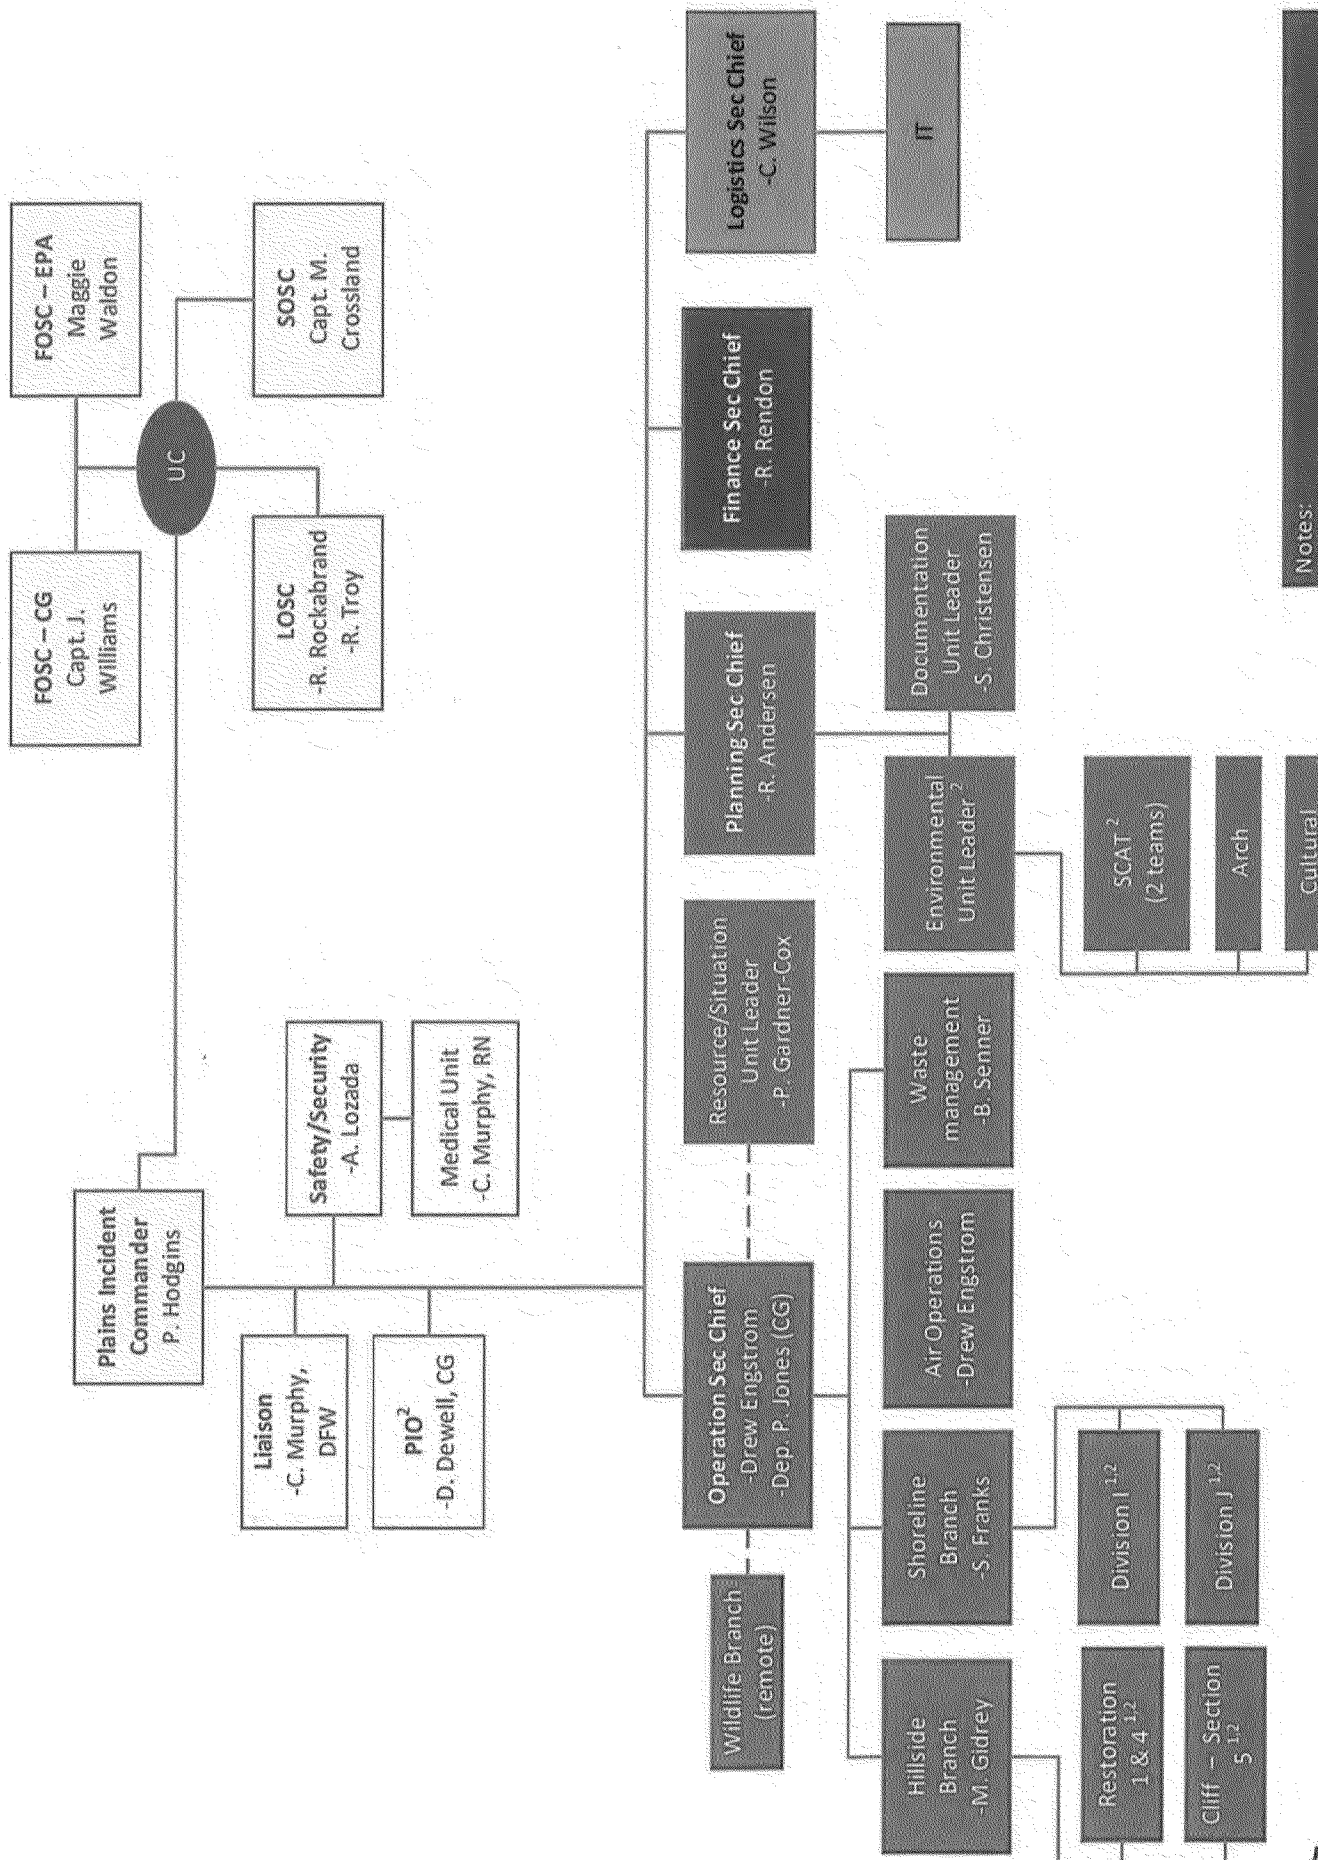 FOSC – CG
Capt. J.
Williams
FOSC – EPA
Maggie
Waldon
UC
LOSC
-R. Rockabrand
-R. Troy
SOSC
Capt. M.
Crossland
Plains Incident
Commander
P. Hodgins
Liaison
-C. Murphy,
DFW
Safety/Security
-A. Lozada
PIO²
-D. Dewell, CG
Medical Unit
-C. Murphy, RN
Wildlife Branch
(remote)
Operation Sec Chief
-Drew Engstrom
-Dep. P. Jones (CG)
Resource/Situation
Unit Leader
-P. Gardner-Cox
Planning Sec Chief
-R. Andersen
Finance Sec Chief
-R. Rendon
Logistics Sec Chief
-C. Wilson
Hillside
Branch
-M. Gidrey
Shoreline
Branch
-S. Franks
Air Operations
-Drew Engstrom
Waste
management
-B. Senner
Environmental
Unit Leader ²
Documentation
Unit Leader
-S. Christensen
IT
Restoration
1 & 4 ¹·²
Division I ¹·²
SCAT ²
(2 teams)
Cliff – Section
5 ¹·²
Division J ¹·²
Arch
Cultural
Notes: